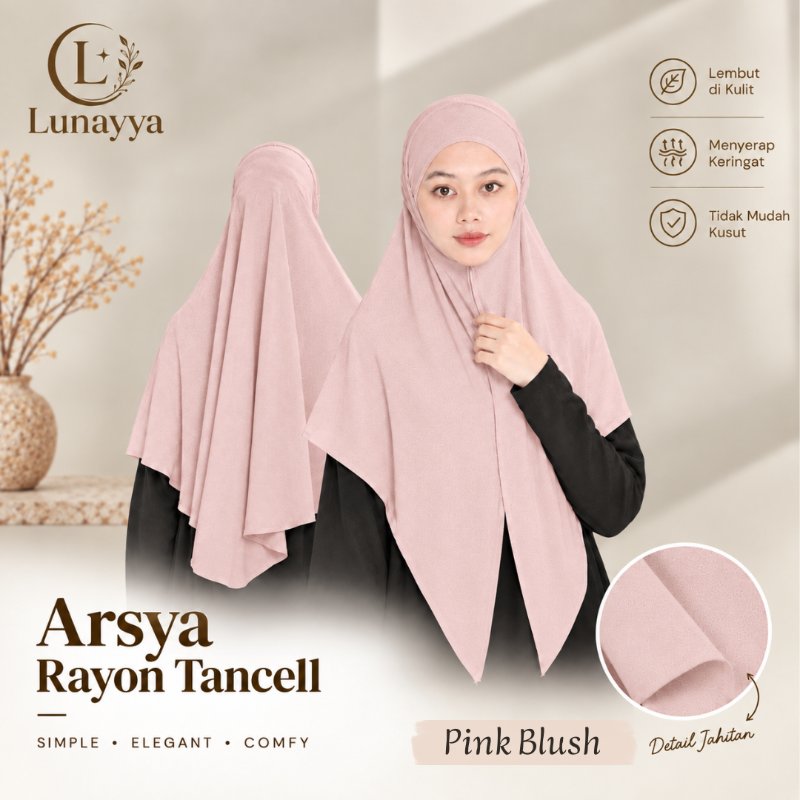 L
Lunayya
Lembut
di Kulit
Menyerap
Keringat
Tidak Mudah
Kusut
Arsya
Rayon Tancell
SIMPLE • ELEGANT • COMFY
Pink Blush
Detail Jahitan